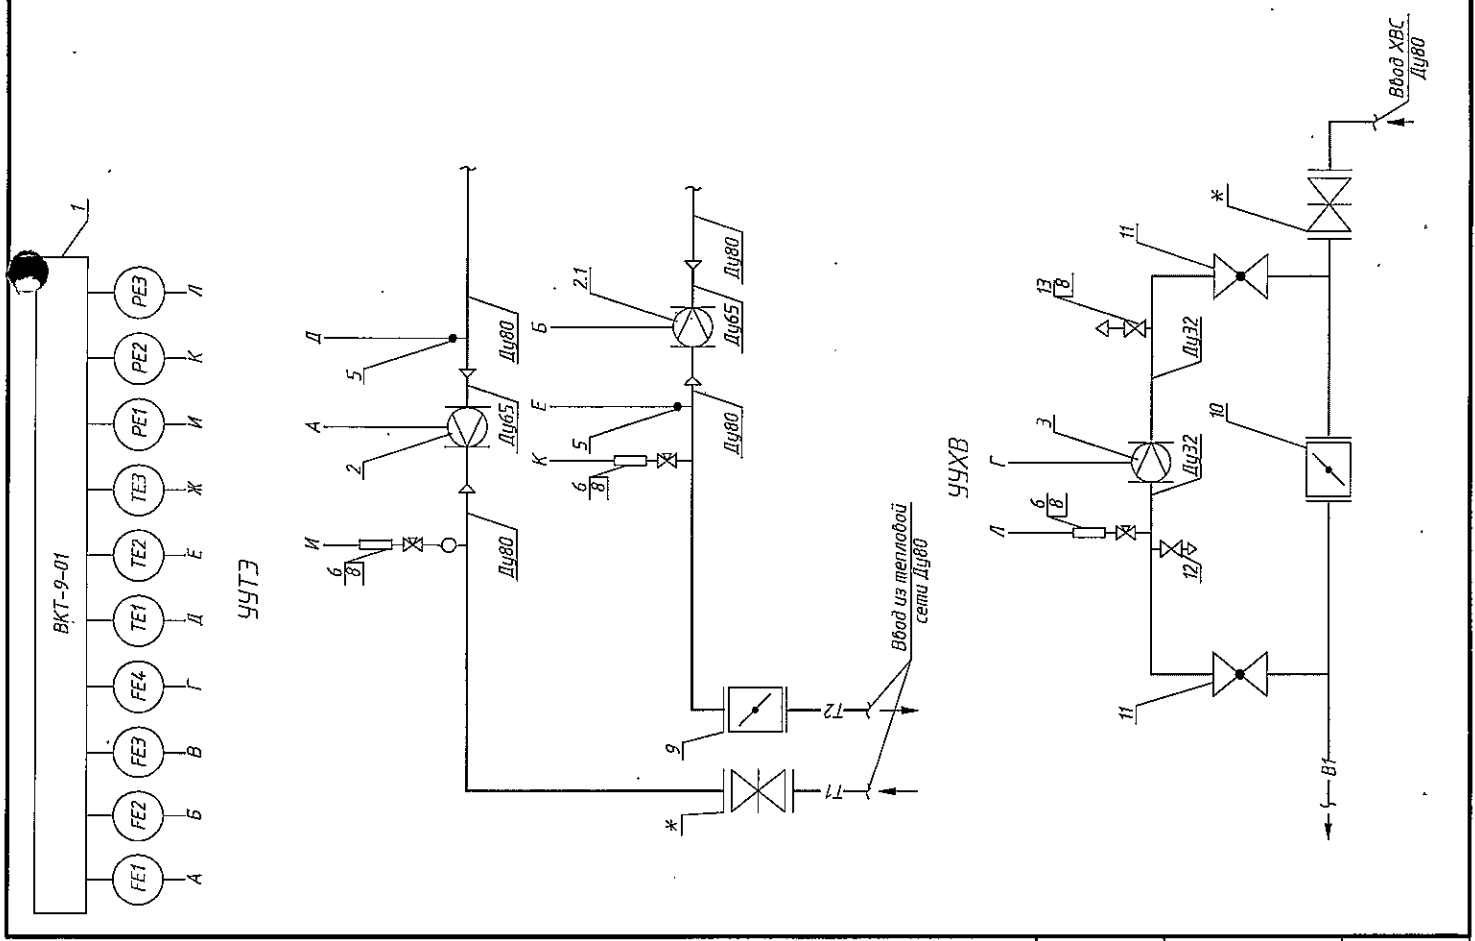 ВКТ-9-01
1
FE1
FE2
FE3
FE4
TE1
TE2
TE3
PE1
PE2
PE3
А
Б
В
Г
Д
Е
Ж
И
К
Л
УУТЭ
И
6
8
А
2
Д
5
Ду80
Ду65
Ду80
К
6
8
Е
5
Б
2.1
Ду80
Ду65
Ду80
*
9
Т1
Т2
Ввод из тепловой
сети Ду80
УУХВ
Л
6
8
Г
3
13
8
11
12
Ду32
Ду32
11
10
*
В1
Ввод ХВС
Ду80